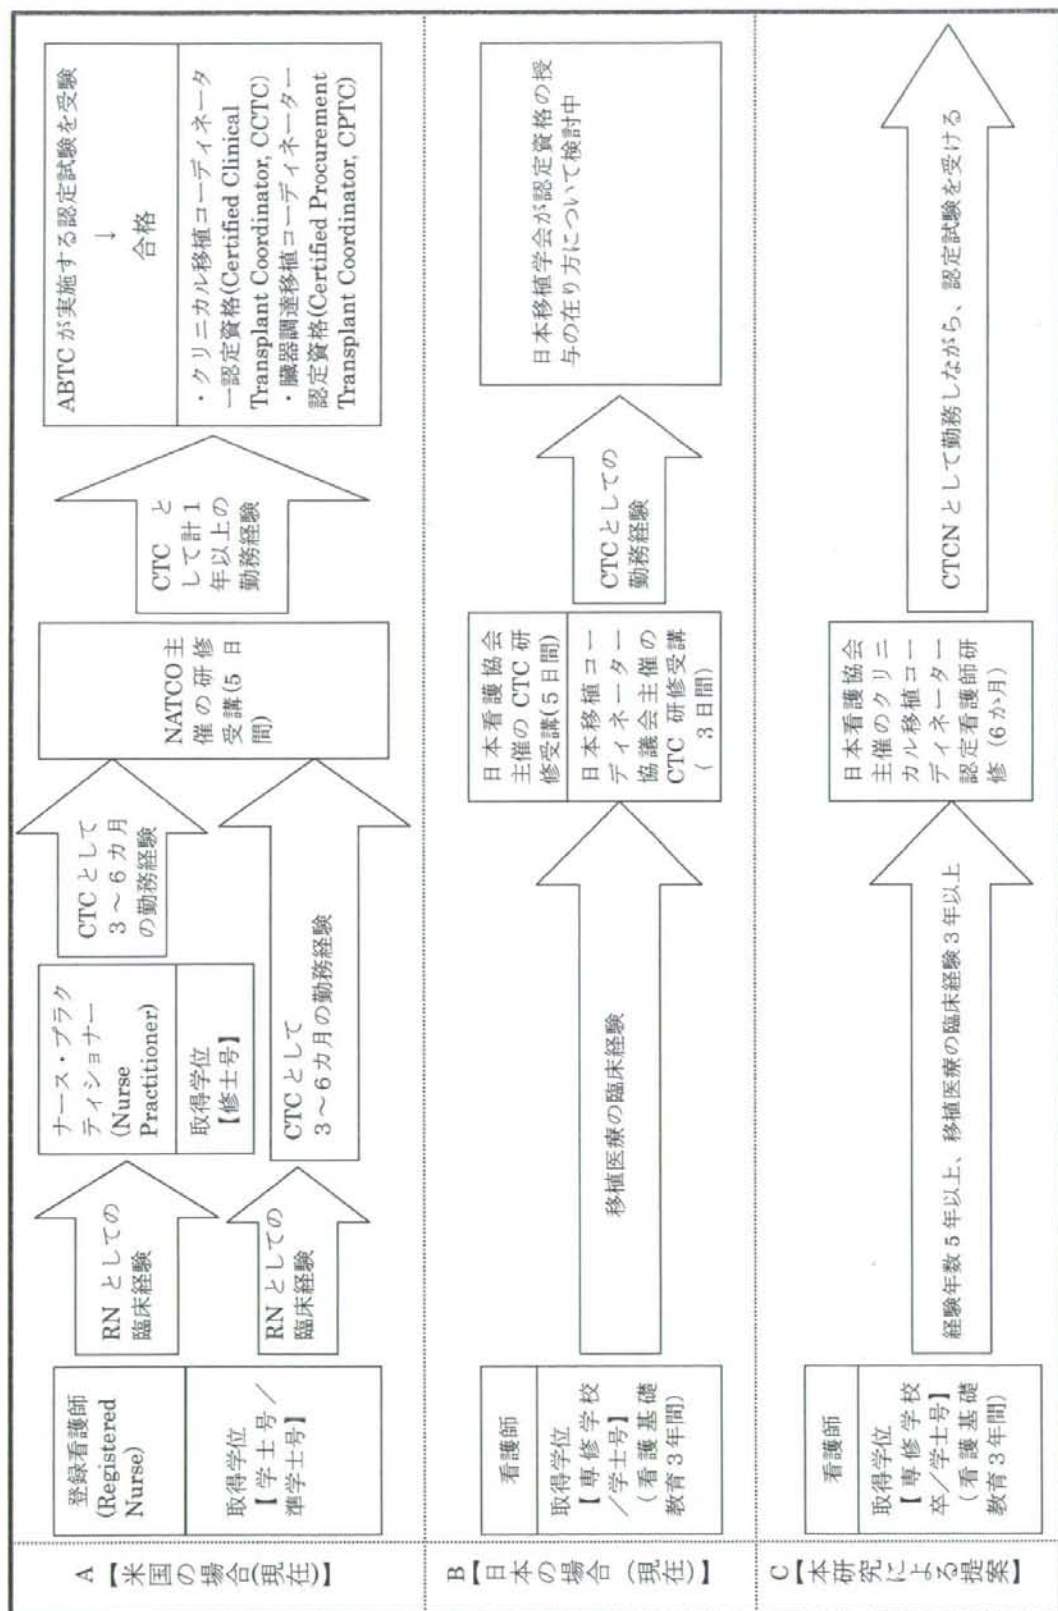 A【米国の場合(現在)】
登録看護師
(Registered
Nurse)
取得学位
【学士号／
準学士号】
RN としての
臨床経験
RN としての
臨床経験
ナース・プラク
ティショナー
(Nurse
Practitioner)
取得学位
【修士号】
CTC として
３～６カ月
の勤務経験
CTC として
３～６カ月の勤務経験
NATCO 主
催の研修
受講(5 日
間)
CTC と
して計１
年以上の
勤務経験
ABTC が実施する認定試験を受験
↓
合格
・クリニカル移植コーディネータ
ー認定資格(Certified Clinical
Transplant Coordinator, CCTC)
・臓器調達移植コーディネーター
認定資格(Certified Procurement
Transplant Coordinator, CPTC)
B【日本の場合（現在）】
看護師
取得学位
【専修学校
／学士号】
(看護基礎
教育３年間)
移植医療の臨床経験
日本看護協会
主催の CTC 研
修受講(５日間)
日本移植コー
ディネーター
協議会主催の
CTC 研修受講
( ３日間)
CTC としての
勤務経験
日本移植学会が認定資格の授
与の在り方について検討中
C【本研究による提案】
看護師
取得学位
【専修学校
卒／学士号】
(看護基礎
教育３年間)
経験年数５年以上、移植医療の臨床経験３年以上
日本看護協会
主催のクリニ
カル移植コー
ディネーター
認定看護師研
修（6 か月）
CTCN として勤務しながら、認定試験を受ける